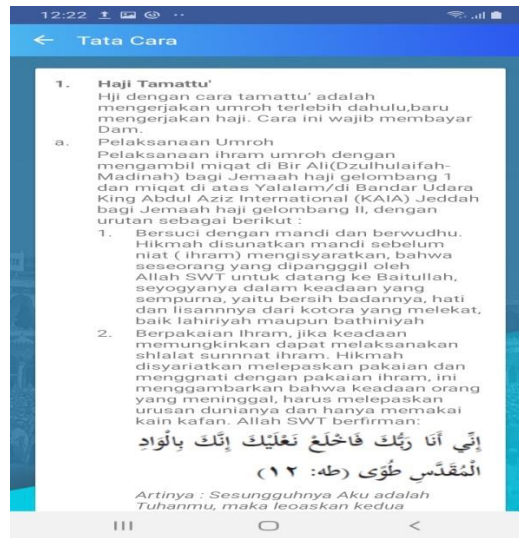 12:22
Tata Cara
1. Haji Tamattu'
Hji dengan cara tamattu' adalah
mengerjakan umroh terlebih dahulu,baru
mengerjakan haji. Cara ini wajib membayar
Dam.
a. Pelaksanaan Umroh
Pelaksanaan ihram umroh dengan
mengambil miqat di Bir Ali(Dzulhulaifah-
Madinah) bagi Jemaah haji gelombang 1
dan miqat di atas Yalalam/di Bandar Udara
King Abdul Aziz International (KAIA) Jeddah
bagi Jemaah haji gelombang II, dengan
urutan sebagai berikut :
1. Bersuci dengan mandi dan berwudhu.
Hikmah disunatkan mandi sebelum
niat ( ihram) mengisyaratkan, bahwa
seseorang yang dipangggil oleh
Allah SWT untuk datang ke Baitullah,
seyogyanya dalam keadaan yang
sempurna, yaitu bersih badannya, hati
dan lisannnya dari kotora yang melekat,
baik lahiriyah maupun bathiniyah
2. Berpakaian Ihram, jika keadaan
memungkinkan dapat melaksanakan
shlalat sunnnat ihram. Hikmah
disyariatkan melepaskan pakaian dan
menggnati dengan pakaian ihram, ini
menggambarkan bahwa keadaan orang
yang meninggal, harus melepaskan
urusan dunianya dan hanya memakai
kain kafan. Allah SWT berfirman:
إِنِّي أَنَا رَبُّكَ فَاخْلَعْ نَعْلَيْكَ إِنَّكَ بِالْوَادِ
الْمُقَدَّسِ طُوًى (طه: ١٢)
Artinya : Sesungguhnya Aku adalah
Tuhanmu, maka leoaskan kedua